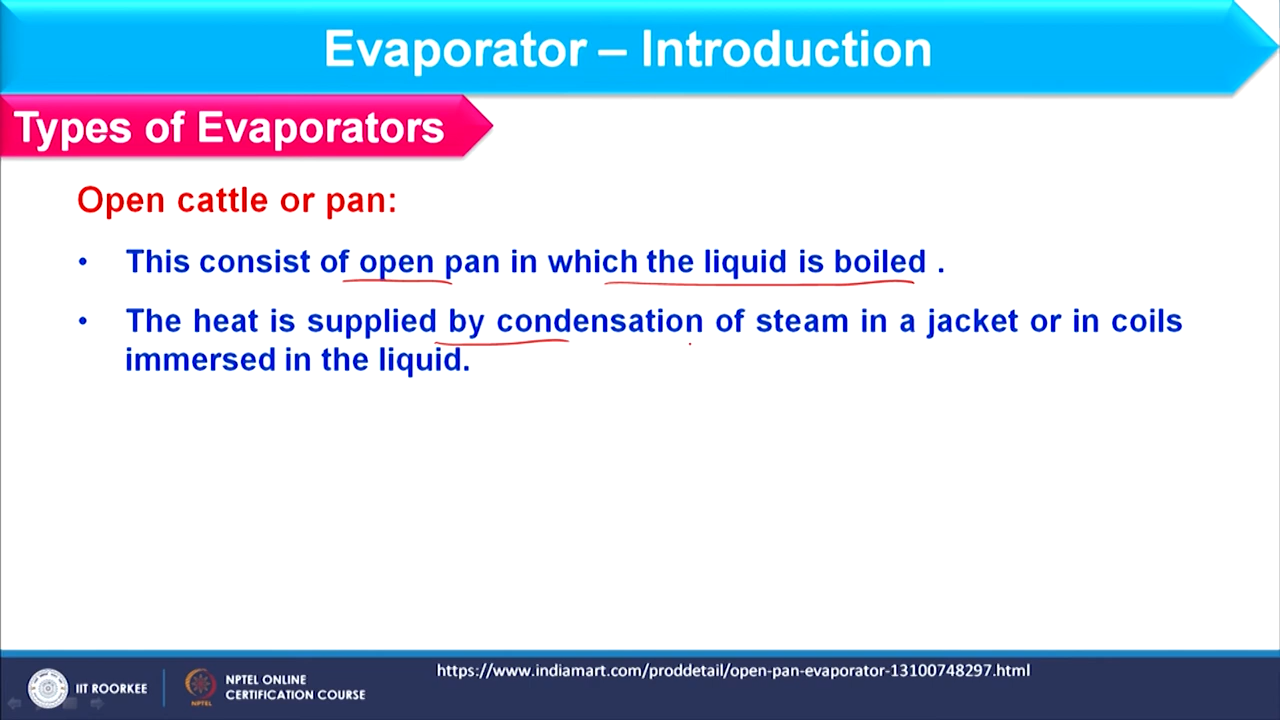 Evaporator – Introduction
Types of Evaporators
Open cattle or pan:
• This consist of open pan in which the liquid is boiled .
• The heat is supplied by condensation of steam in a jacket or in coils
immersed in the liquid.
https://www.indiamart.com/proddetail/open-pan-evaporator-13100748297.html
IIT ROORKEE
NPTEL
NPTEL ONLINE
CERTIFICATION COURSE